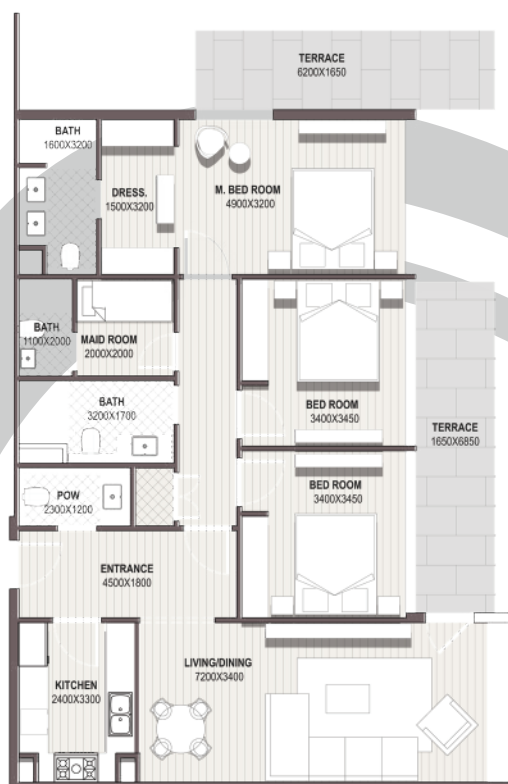 TERRACE
6200X1650
BATH
1600X3200
DRESS.
1500X3200
M. BED ROOM
4900X3200
BATH
1100X2000
MAID ROOM
2000X2000
BATH
3200X1700
BED ROOM
3400X3450
TERRACE
1650X6850
BED ROOM
3400X3450
POW
2300X1200
ENTRANCE
4500X1800
LIVING/DINING
7200X3400
KITCHEN
2400X3300